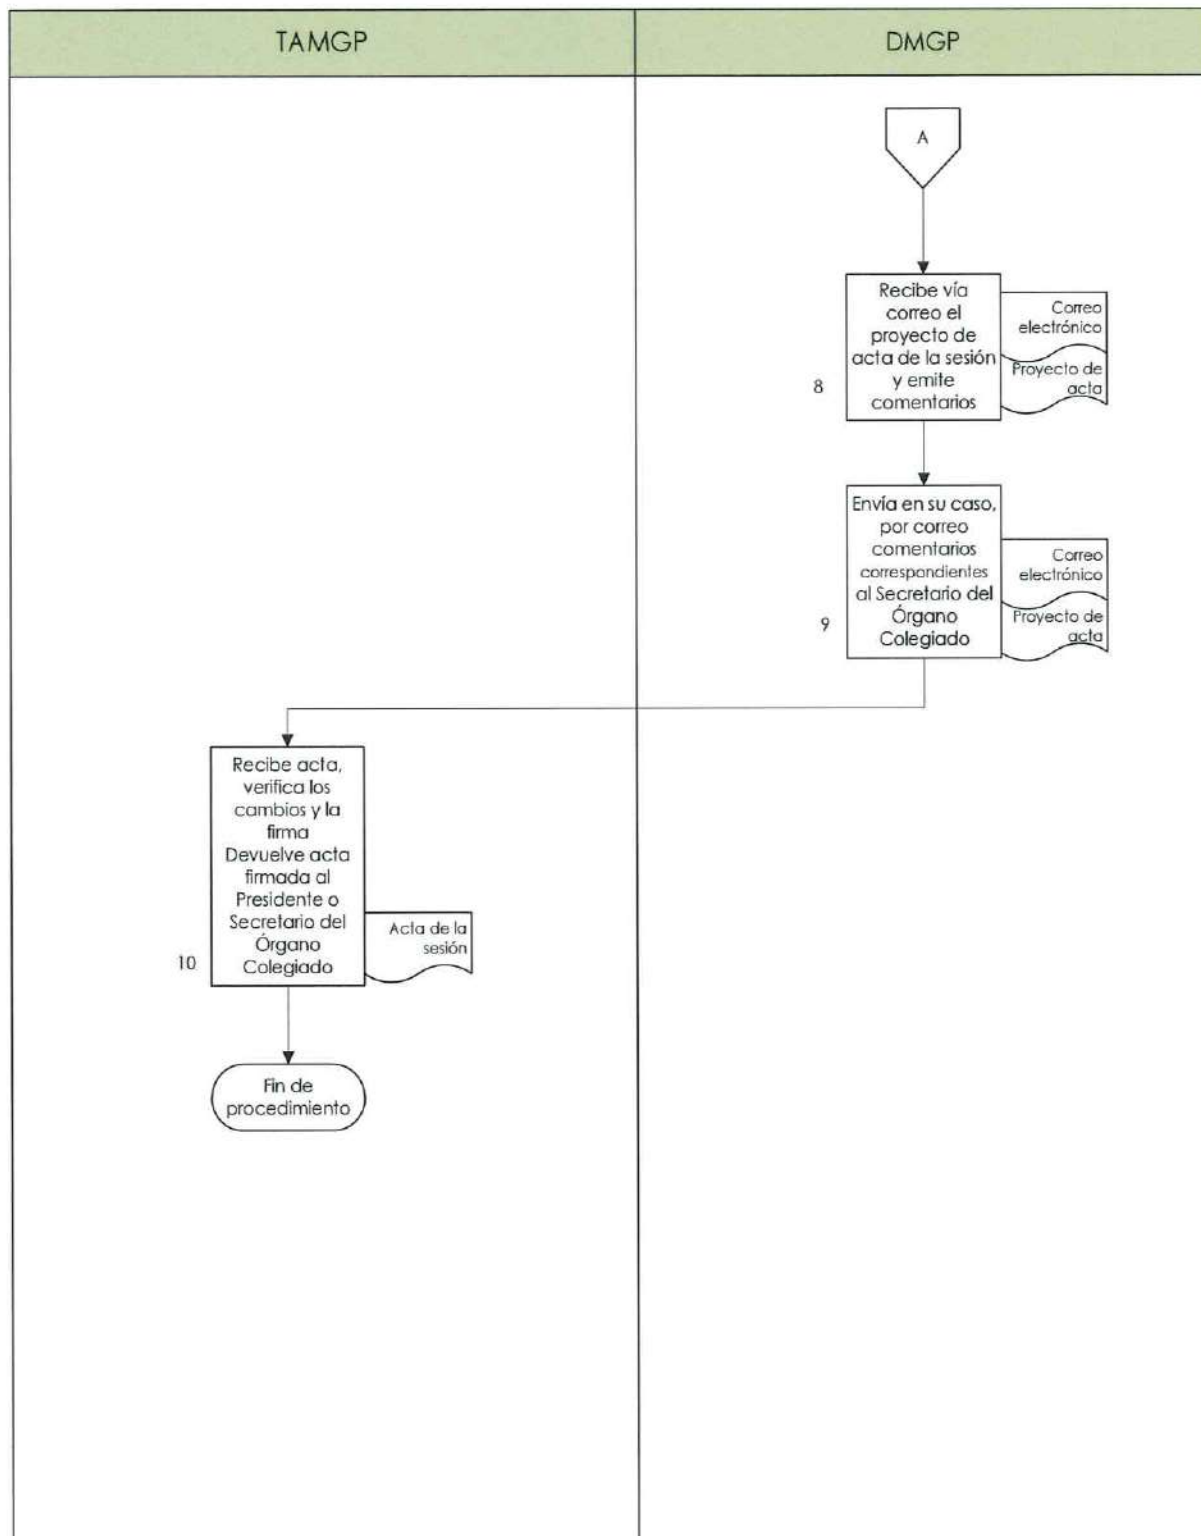 TAMGP
DMGP
A
Recibe vía
correo el
proyecto de
acta de la sesión
y emite
comentarios
8
Correo
electrónico
Proyecto de
acta
Envía en su caso,
por correo
comentarios
correspondientes
al Secretario del
Órgano
Colegiado
9
Correo
electrónico
Proyecto de
acta
Recibe acta,
verifica los
cambios y la
firma
Devuelve acta
firmada al
Presidente o
Secretario del
Órgano
Colegiado
10
Acta de la
sesión
Fin de
procedimiento